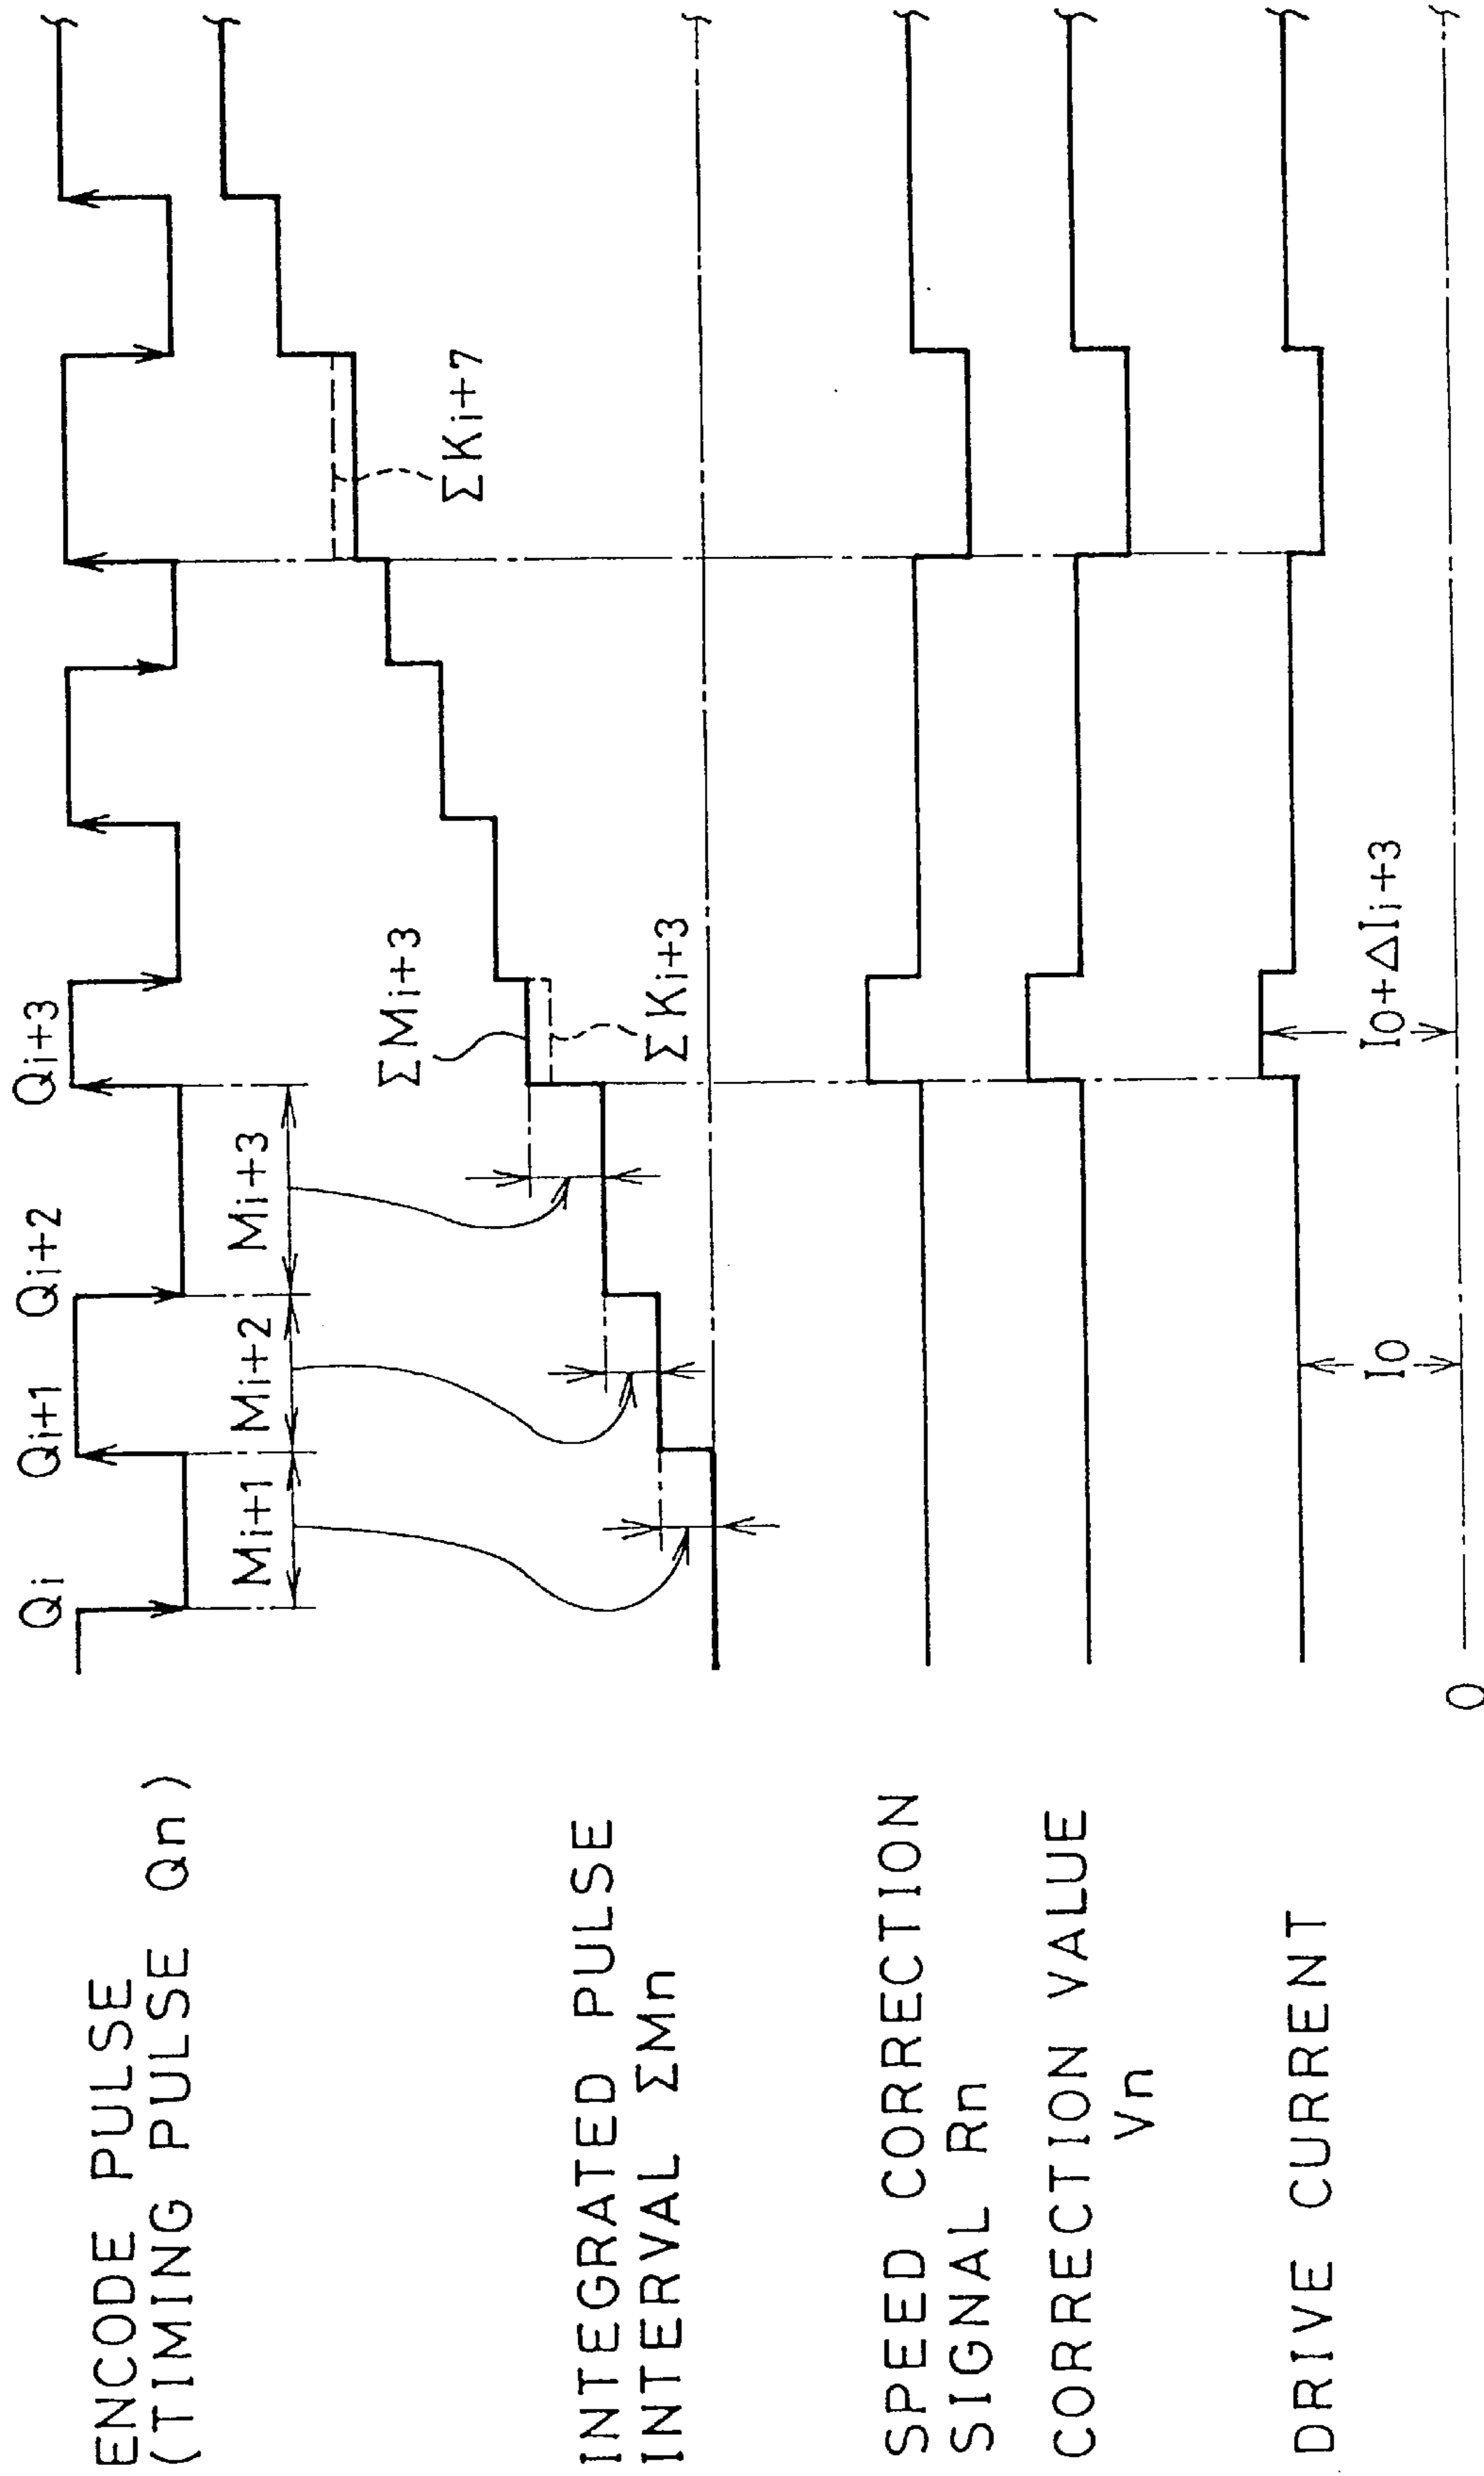 ENCODE PULSE
(TIMING PULSE Qn)
Qi
Qi+1
Qi+2
Qi+3
Mi+1
Mi+2
Mi+3
INTEGRATED PULSE
INTERVAL ΣMn
ΣMi+3
ΣKi+3
ΣKi+7
SPEED CORRECTION
SIGNAL Rn
CORRECTION VALUE
Vn
DRIVE CURRENT
I0
I0+ΔIi+3
0